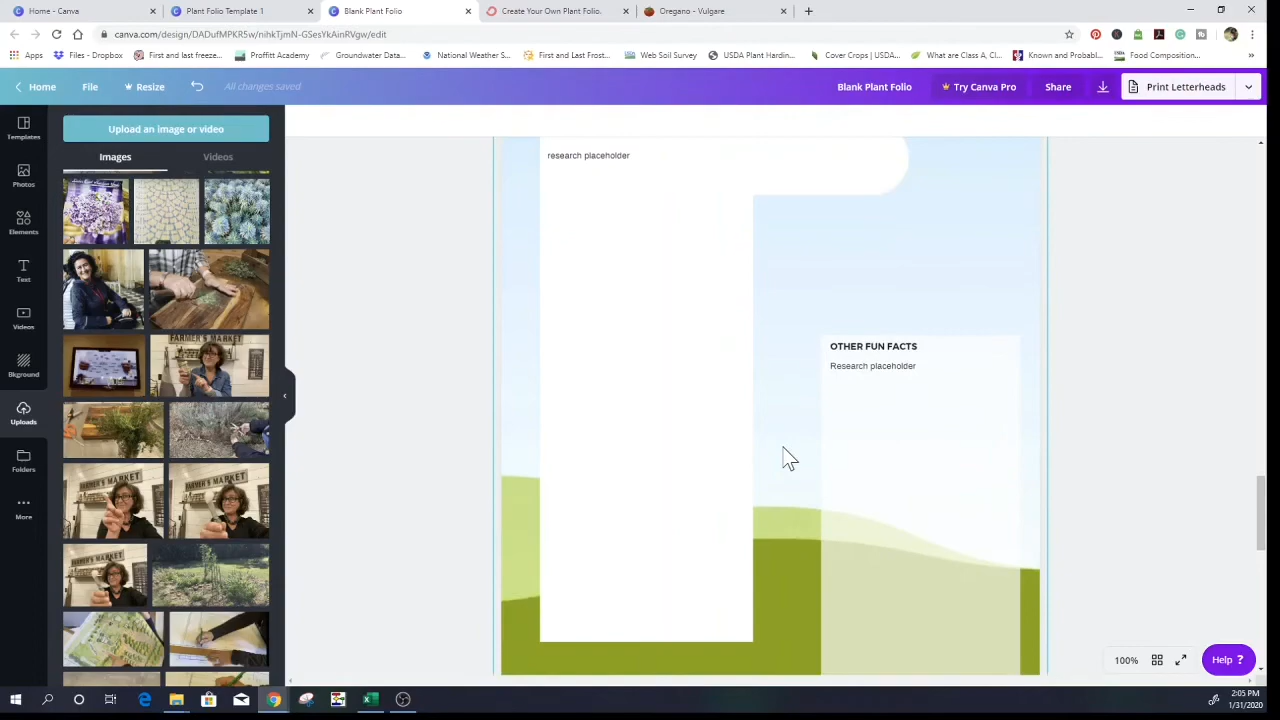 Home - Canva
Plant Folio Template 1
Blank Plant Folio
Create Your Own Plant Folio.
Oregano - Vulgare
canva.com/design/DADufMPKR5w/nihkTjmN-GSesYkAinRVgw/edit
Apps
Files - Dropbox
First and last freeze...
Proffit Academy
Groundwater Data...
National Weather S...
First and Last Frost...
Web Soil Survey
USDA Plant Hardin...
Cover Crops (USDA...
What are Class A, Cl...
Known and Probabl...
Food Composition...
Home
File
Resize
All changes saved
Blank Plant Folio
Try Canva Pro
Share
Print Letterheads
Templates
Photos
Elements
Text
Videos
Bkground
Uploads
Folders
More
Upload an image or video
Images
Videos
FARMER'S MARKET
FARMER'S MARKET
FARMER'S MARKET
FARMER'S MARKET
research placeholder
OTHER FUN FACTS
Research placeholder
100%
Help ?
2:05 PM
1/31/2020